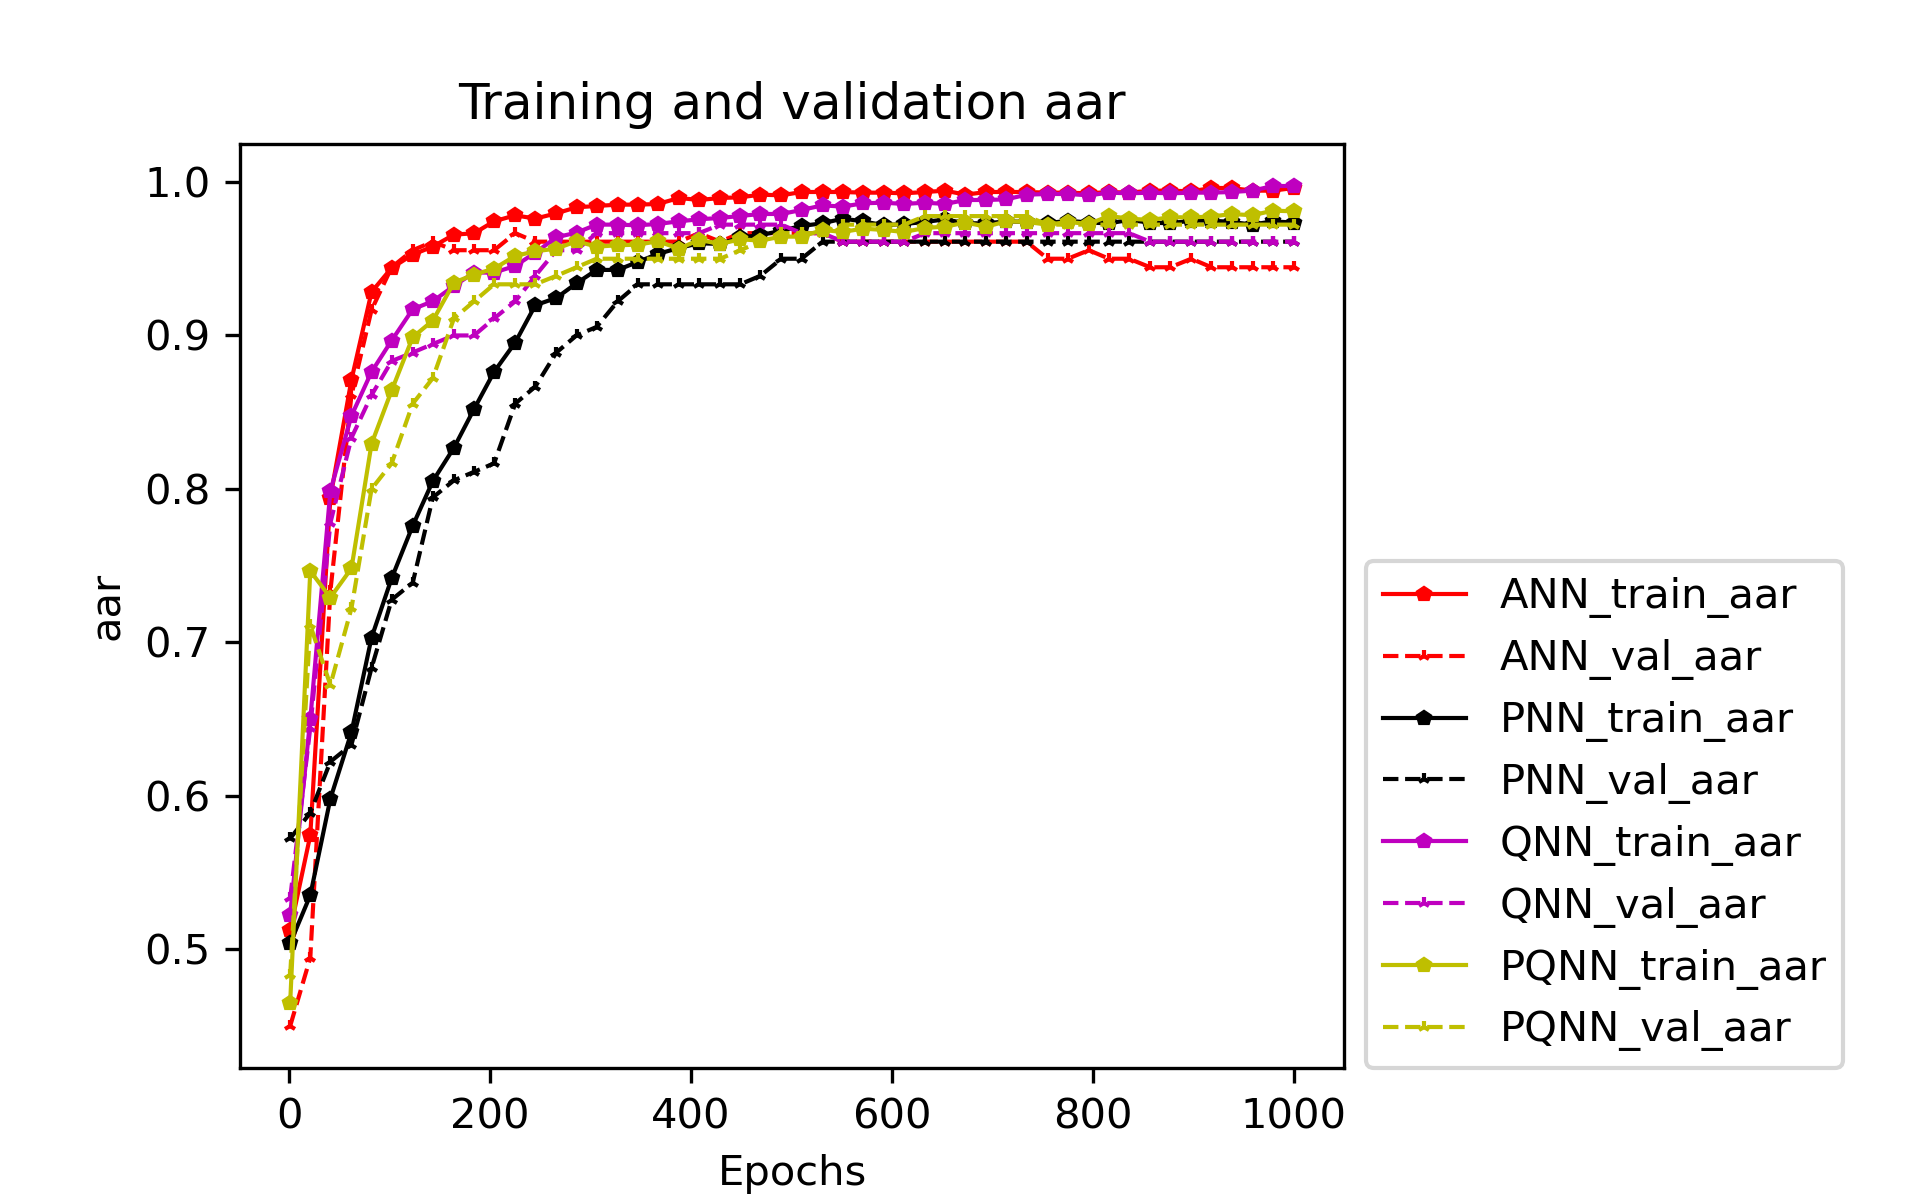 Training and validation aar
aar
1.0
0.9
0.8
0.7
0.6
0.5
0
200
400
600
800
1000
Epochs
ANN_train_aar
ANN_val_aar
PNN_train_aar
PNN_val_aar
QNN_train_aar
QNN_val_aar
PQNN_train_aar
PQNN_val_aar